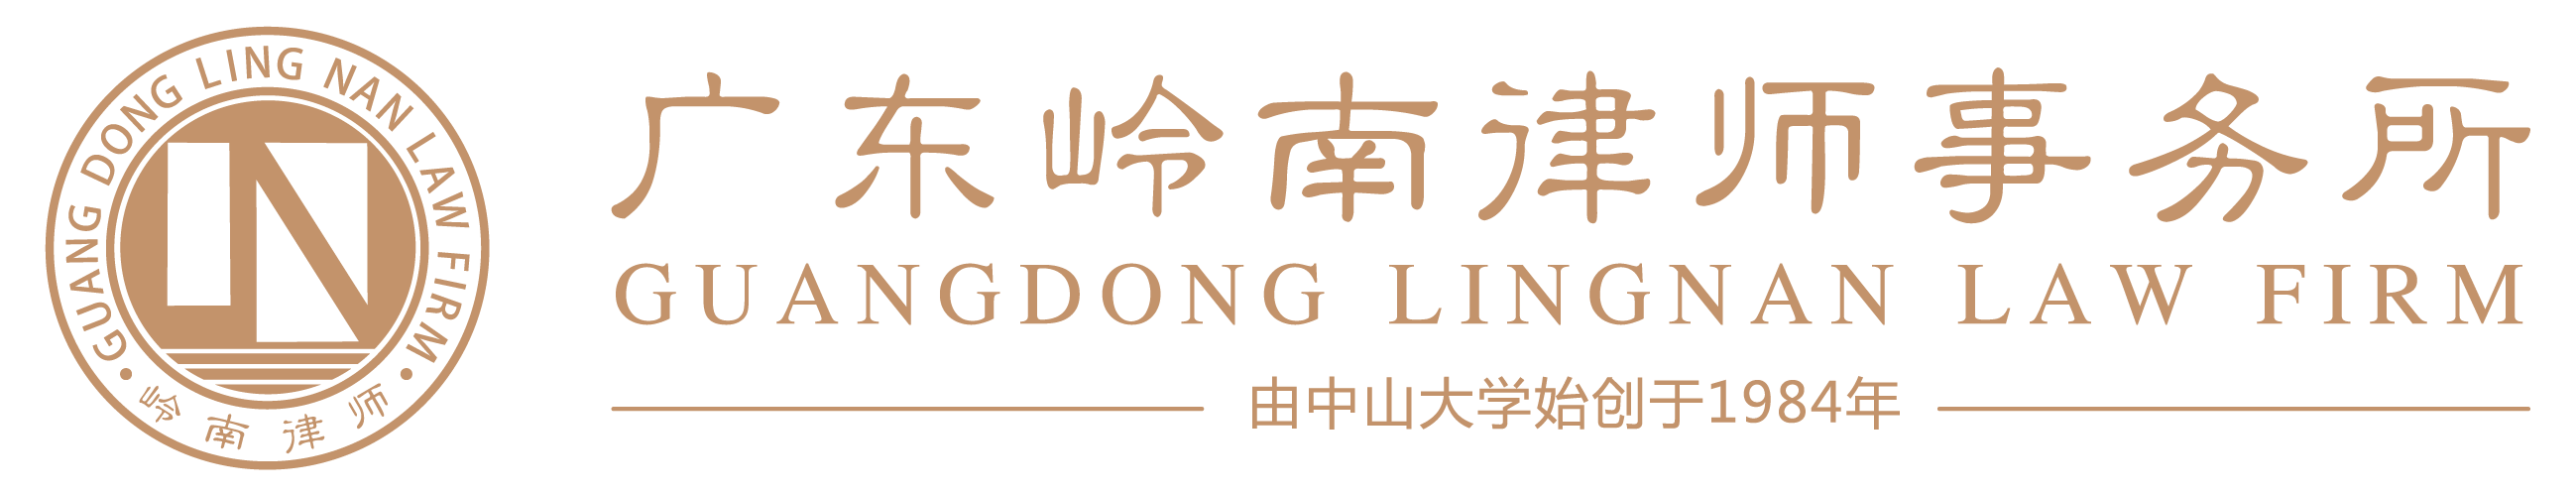 GUANG DONG LING NAN LAW FIRM
LN
岭南律师
广东岭南律师事务所
GUANGDONG LINGNAN LAW FIRM
由中山大学始创于1984年